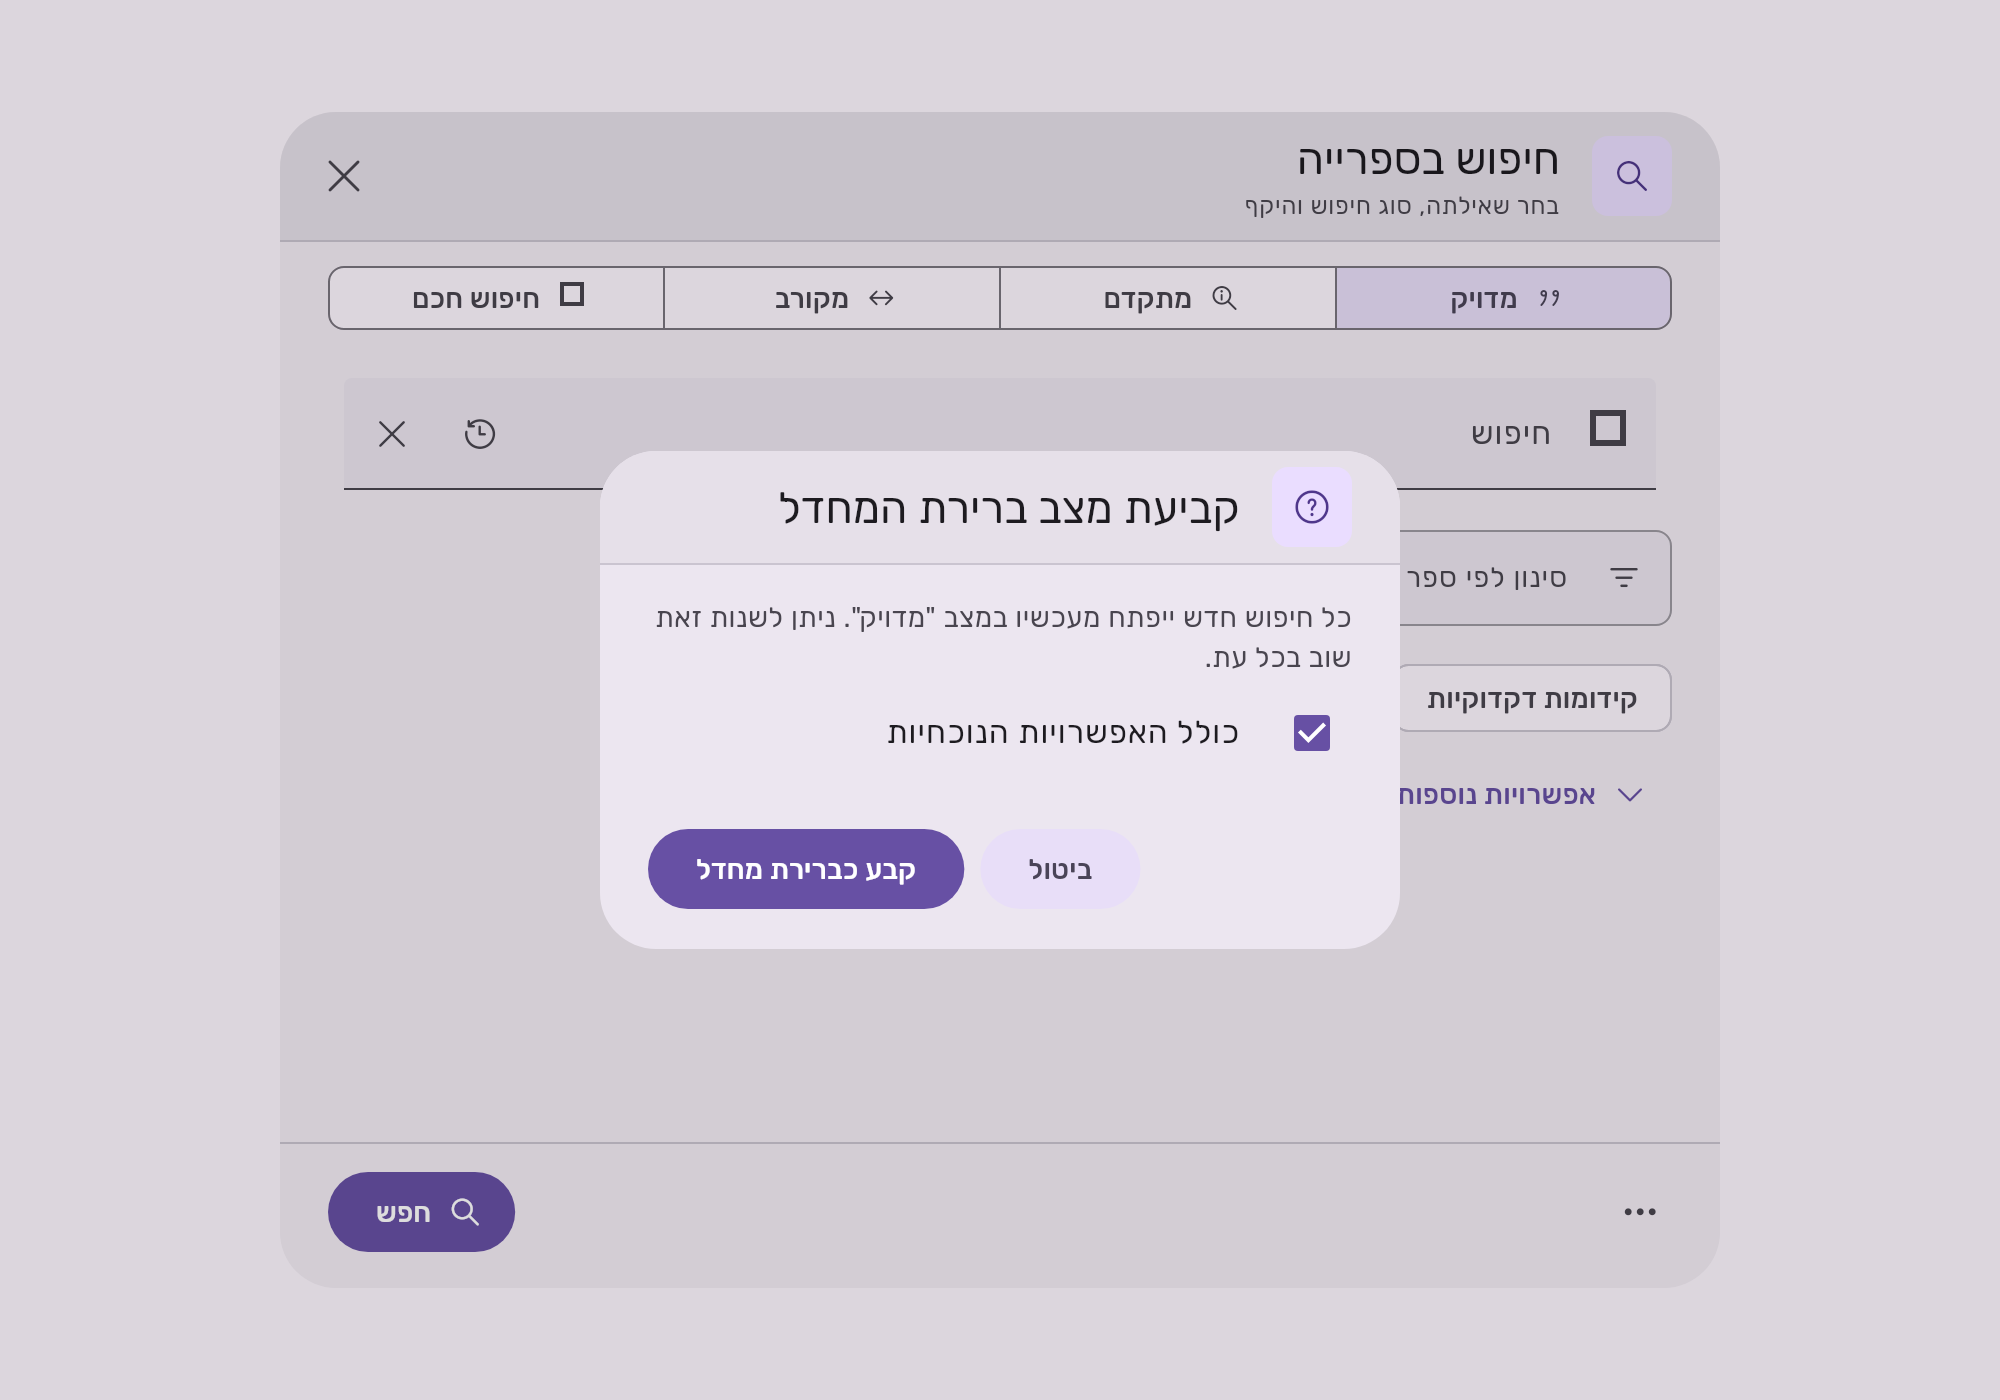 חיפוש בספרייה
בחר שאילתה, סוג חיפוש והיקף
מדויק
מתקדם
מקורב
חיפוש חכם
חיפוש
קביעת מצב ברירת המחדל
סינון לפי ספר
כל חיפוש חדש ייפתח מעכשיו במצב "מדויק". ניתן לשנות זאת
שוב בכל עת.
קידומות דקדוקיות
כולל האפשרויות הנוכחיות
אפשרויות נוספות
ביטול
קבע כברירת מחדל
חפש